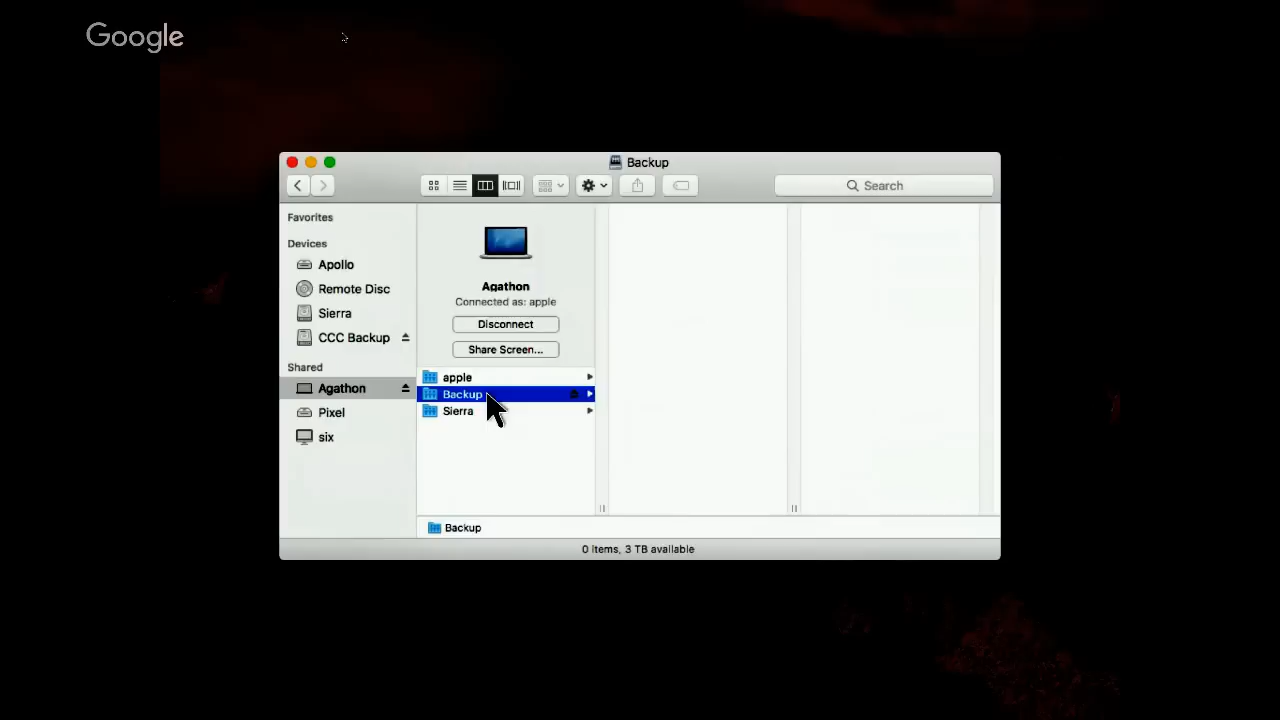 Google
Backup
Search
Favorites
Devices
Apollo
Remote Disc
Sierra
CCC Backup
Shared
Agathon
Pixel
six
Agathon
Connected as: apple
Disconnect
Share Screen...
apple
Backup
Sierra
Backup
0 items, 3 TB available